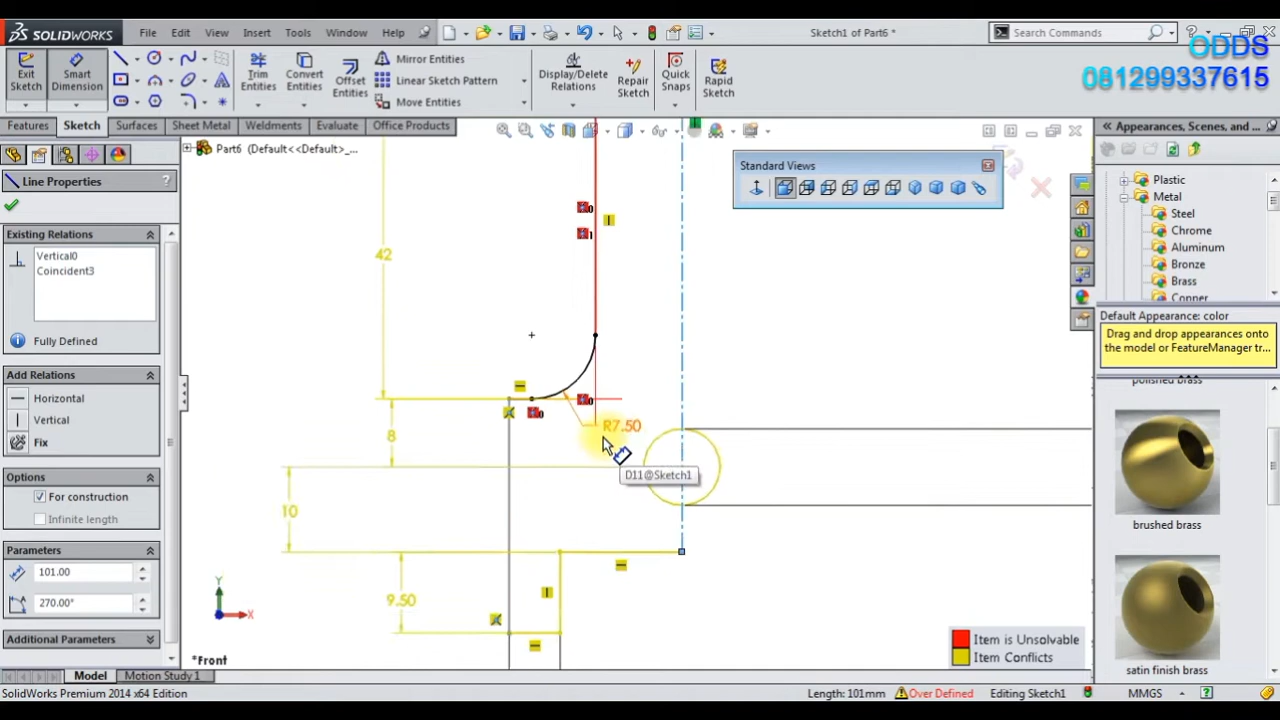 SOLIDWORKS File Edit View Insert Tools Window Help Sketch1 of Part6 * Search Commands
ODDS
081299337615
Exit Sketch
Smart Dimension
Trim Entities
Convert Entities
Offset Entities
Mirror Entities
Linear Sketch Pattern
Move Entities
Display/Delete Relations
Repair Sketch
Quick Snaps
Rapid Sketch
Features Sketch Surfaces Sheet Metal Weldments Evaluate Office Products
Appearances, Scenes, and...
Part6 (Default<<Default>_...
Standard Views
Line Properties ?
Existing Relations
Vertical0
Coincident3
Fully Defined
Add Relations
Horizontal
Vertical
Fix
Options
For construction
Infinite length
Parameters
101.00
270.00°
Additional Parameters
42
8
10
9.50
R7.50
D11@Sketch1
Y
X
*Front
Item is Unsolvable
Item Conflicts
Plastic
Metal
Steel
Chrome
Aluminum
Bronze
Brass
Copper
Default Appearance: color
Drag and drop appearances onto
the model or FeatureManager tr...
polished brass
brushed brass
satin finish brass
Model Motion Study 1
SolidWorks Premium 2014 x64 Edition Length: 101mm Over Defined Editing Sketch1 MMGS ?